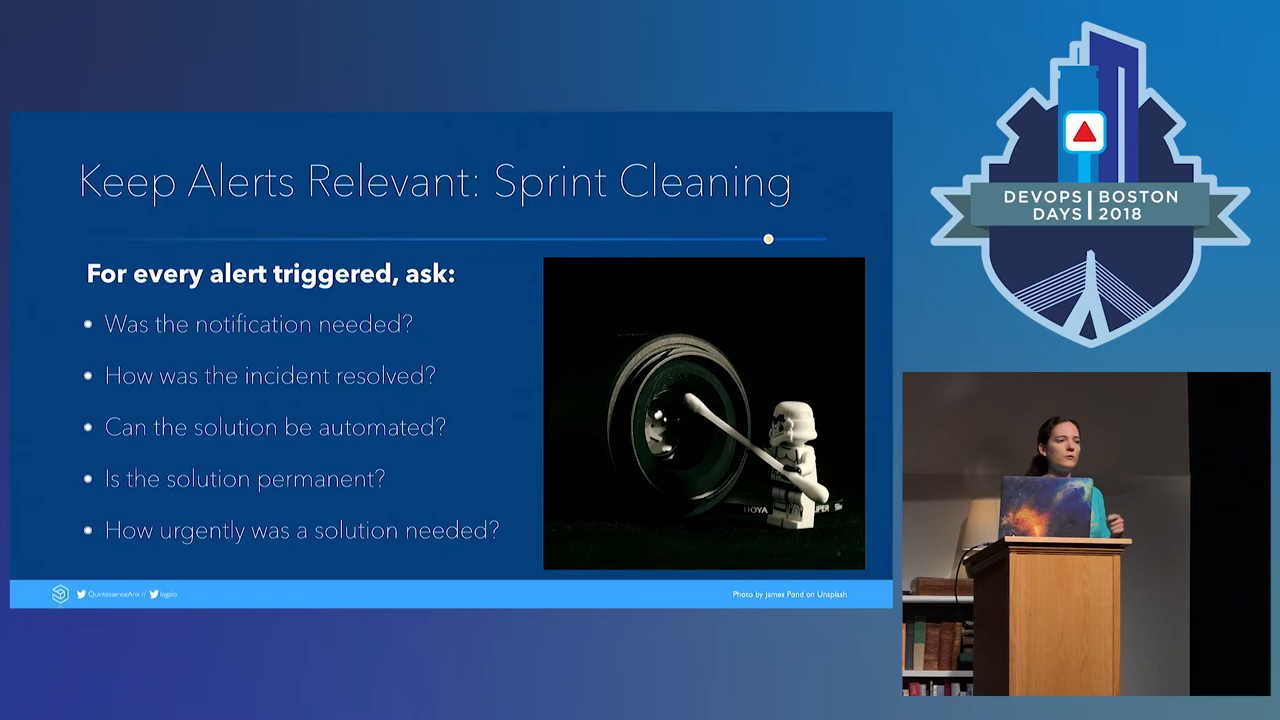 Keep Alerts Relevant: Sprint Cleaning
For every alert triggered, ask:
Was the notification needed?
How was the incident resolved?
Can the solution be automated?
Is the solution permanent?
How urgently was a solution needed?
HOYA
SUPER
QuintessenceAnx // logzio
Photo by James Pond on Unsplash
DEVOPS BOSTON
DAYS 2018